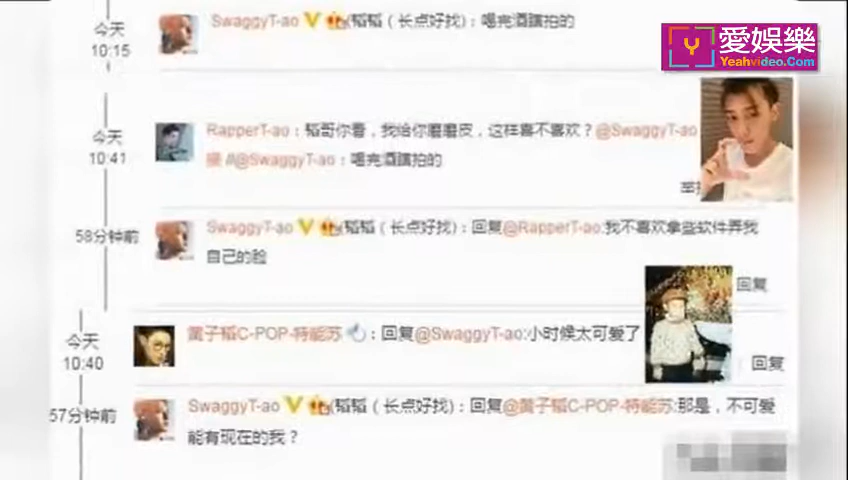 愛娛樂
Yeahvideo.Com
今天
10:15
SwaggyT-ao V (韬韬（长点好找)：喝完酒瞎拍的
今天
10:41
RapperT-ao：韬哥你看，我给你磨磨皮，这样喜不喜欢？@SwaggyT-ao
//@SwaggyT-ao：喝完酒瞎拍的
58分钟前
SwaggyT-ao V (韬韬（长点好找)：回复@RapperT-ao:我不喜欢拿些软件弄我
自己的脸
回复
今天
10:40
黄子韬C-POP-特能苏：回复@SwaggyT-ao:小时候太可爱了
回复
57分钟前
SwaggyT-ao V (韬韬（长点好找)：回复@黄子韬C-POP-特能苏:那是，不可爱
能有现在的我？